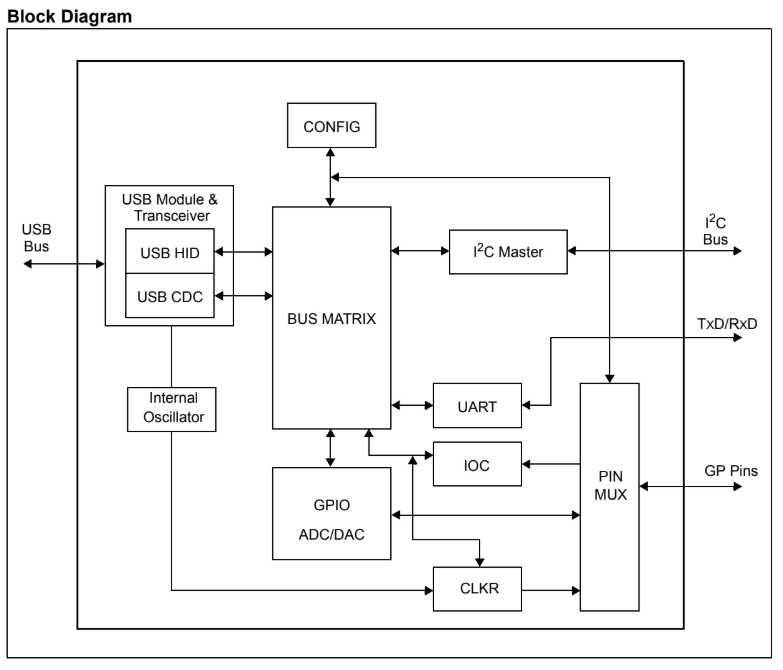 Block Diagram
CONFIG
USB Module &
Transceiver
USB
Bus
USB HID
USB CDC
I²C Master
I²C
Bus
BUS MATRIX
TxD/RxD
Internal
Oscillator
UART
IOC
PIN
MUX
GP Pins
GPIO
ADC/DAC
CLKR